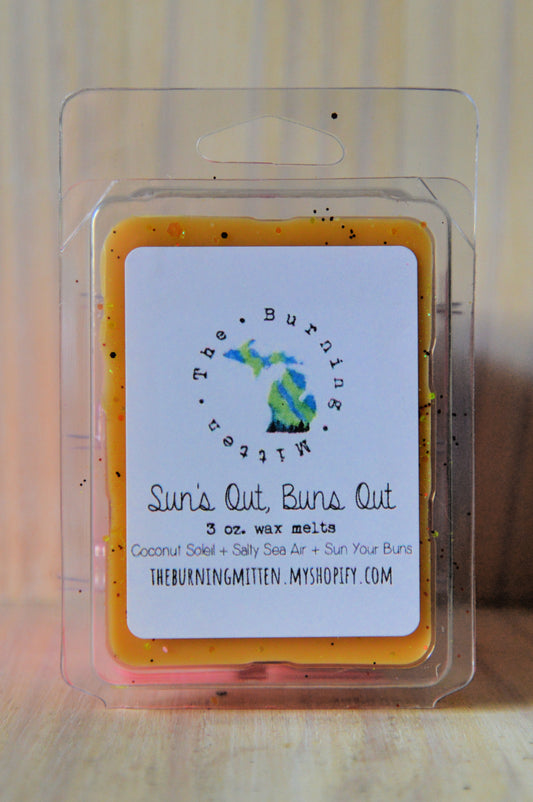 The • Burning • Mitten •
Sun's Out, Buns Out
3 oz. wax melts
Coconut Soleil + Salty Sea Air + Sun Your Buns
THEBURNINGMITTEN.MYSHOPIFY.COM